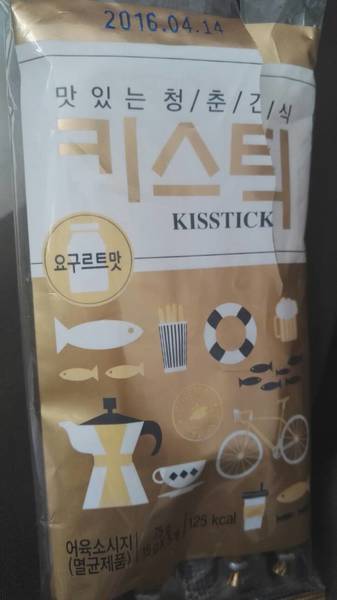 2016.04.14
맛있는 청/춘/간/식
키스틱
KISSTICK
요구르트맛
어육소시지
(멸균제품)
75 g
125 kcal